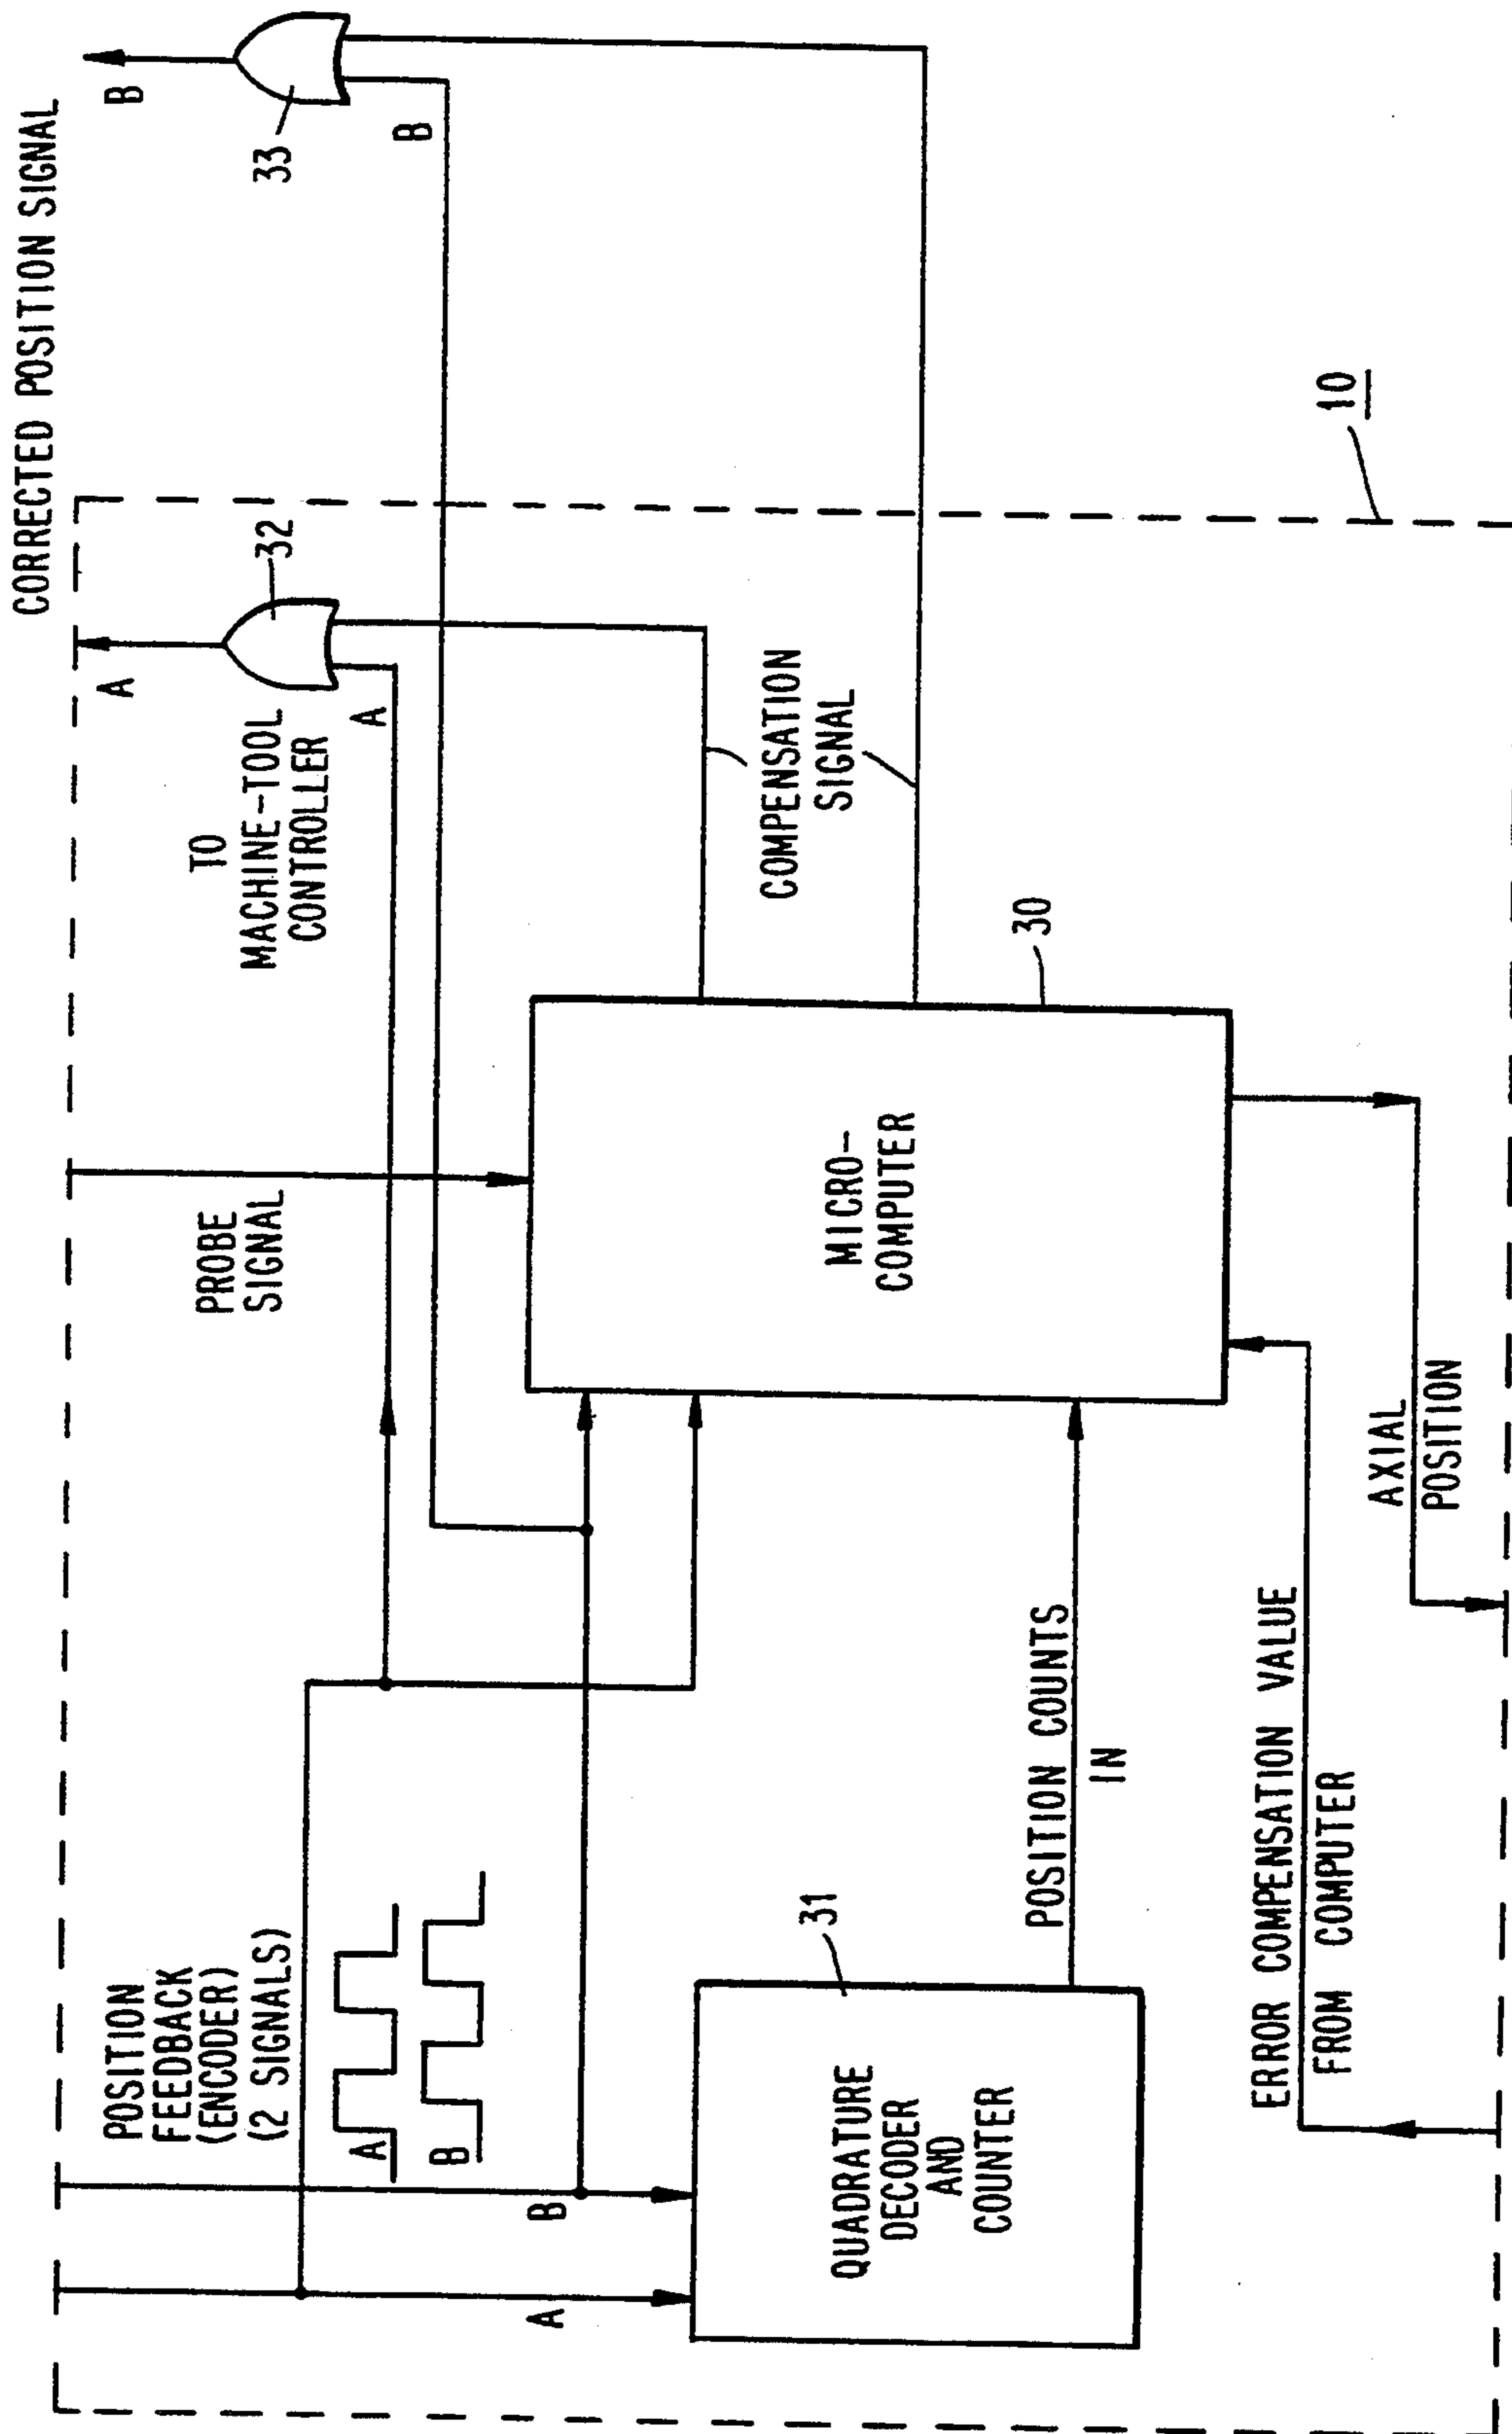 POSITION
FEEDBACK
(ENCODER)
(2 SIGNALS)
A
B
A
B
PROBE
SIGNAL
TO
MACHINE-TOOL
CONTROLLER
CORRECTED POSITION SIGNAL
A
A
32
B
B
33
QUADRATURE
DECODER
AND
COUNTER
31
POSITION COUNTS
IN
MICRO-
COMPUTER
30
COMPENSATION
SIGNAL
ERROR COMPENSATION VALUE
FROM COMPUTER
AXIAL
POSITION
10